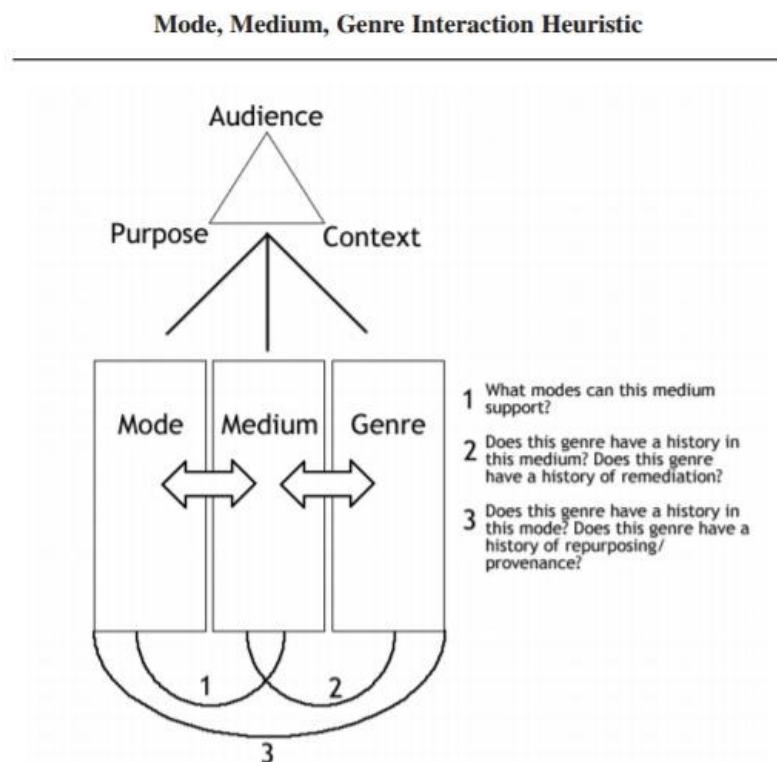 Mode, Medium, Genre Interaction Heuristic
Audience
Purpose
Context
Mode
Medium
Genre
1 What modes can this medium
support?
2 Does this genre have a history in
this medium? Does this genre
have a history of remediation?
3 Does this genre have a history in
this mode? Does this genre have a
history of repurposing/
provenance?
1
2
3